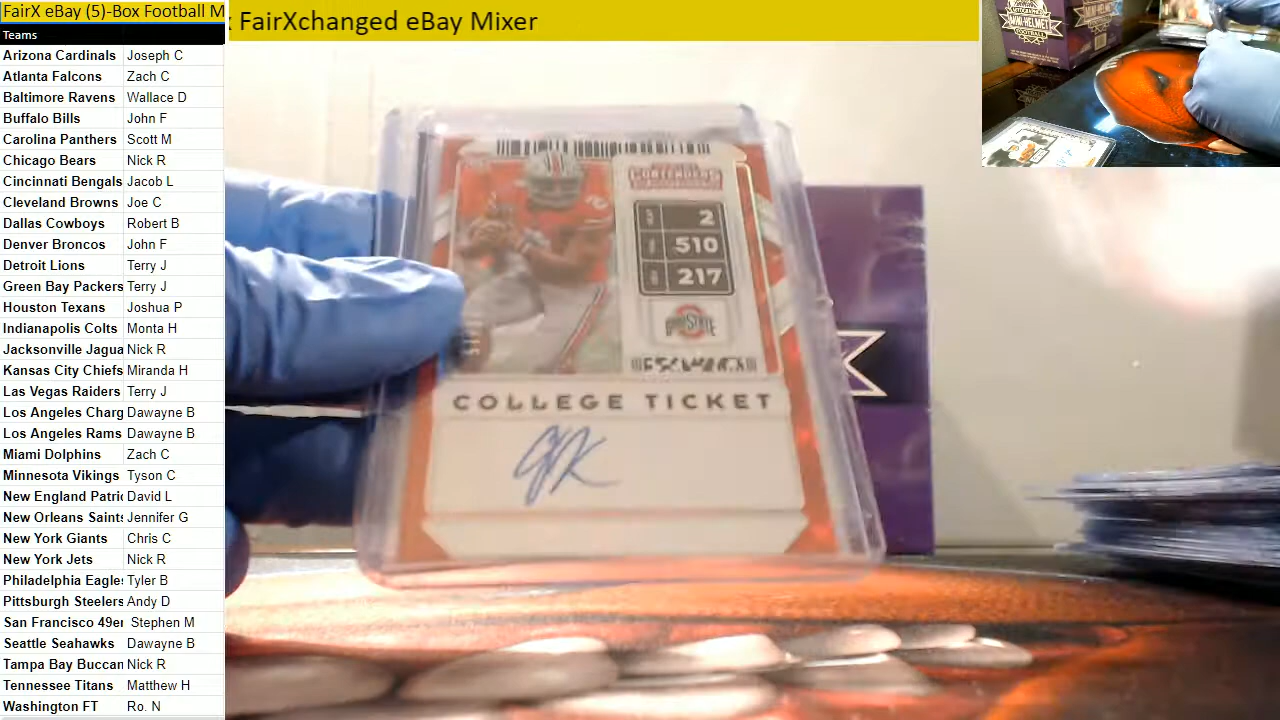 FairX eBay (5)-Box Football M
FairXchanged eBay Mixer
Teams
Arizona Cardinals Joseph C
Atlanta Falcons Zach C
Baltimore Ravens Wallace D
Buffalo Bills John F
Carolina Panthers Scott M
Chicago Bears Nick R
Cincinnati Bengals Jacob L
Cleveland Browns Joe C
Dallas Cowboys Robert B
Denver Broncos John F
Detroit Lions Terry J
Green Bay Packers Terry J
Houston Texans Joshua P
Indianapolis Colts Monta H
Jacksonville Jagua Nick R
Kansas City Chiefs Miranda H
Las Vegas Raiders Terry J
Los Angeles Charg Dawayne B
Los Angeles Rams Dawayne B
Miami Dolphins Zach C
Minnesota Vikings Tyson C
New England Patric David L
New Orleans Saints Jennifer G
New York Giants Chris C
New York Jets Nick R
Philadelphia Eagle Tyler B
Pittsburgh Steelers Andy D
San Francisco 49er Stephen M
Seattle Seahawks Dawayne B
Tampa Bay Buccan Nick R
Tennessee Titans Matthew H
Washington FT Ro. N
CONTENDERS
2
510
217
OHIO STATE
COLLEGE TICKET
MINI-HELMET
FOOTBALL